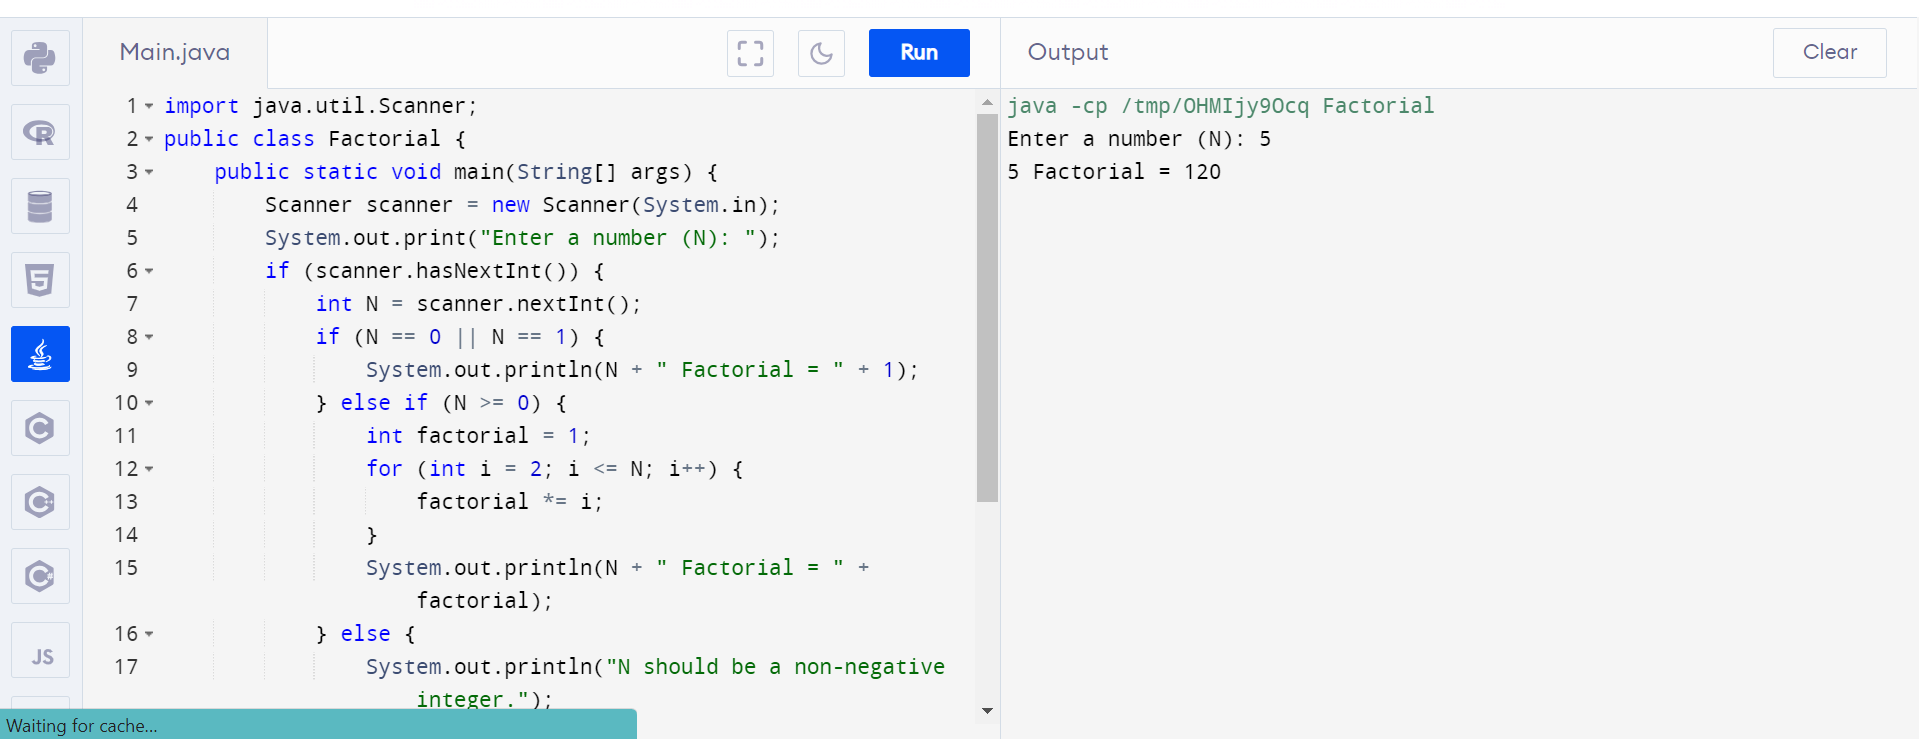 Main.java
Run
Output
Clear
1 import java.util.Scanner;
2 public class Factorial {
3 public static void main(String[] args) {
4 Scanner scanner = new Scanner(System.in);
5 System.out.print("Enter a number (N): ");
6 if (scanner.hasNextInt()) {
7 int N = scanner.nextInt();
8 if (N == 0 || N == 1) {
9 System.out.println(N + " Factorial = " + 1);
10 } else if (N >= 0) {
11 int factorial = 1;
12 for (int i = 2; i <= N; i++) {
13 factorial *= i;
14 }
15 System.out.println(N + " Factorial = " +
factorial);
16 } else {
17 System.out.println("N should be a non-negative
integer.");
java -cp /tmp/OHMIjy9Ocq Factorial
Enter a number (N): 5
5 Factorial = 120
R
5
C
C++
C#
JS
Waiting for cache...